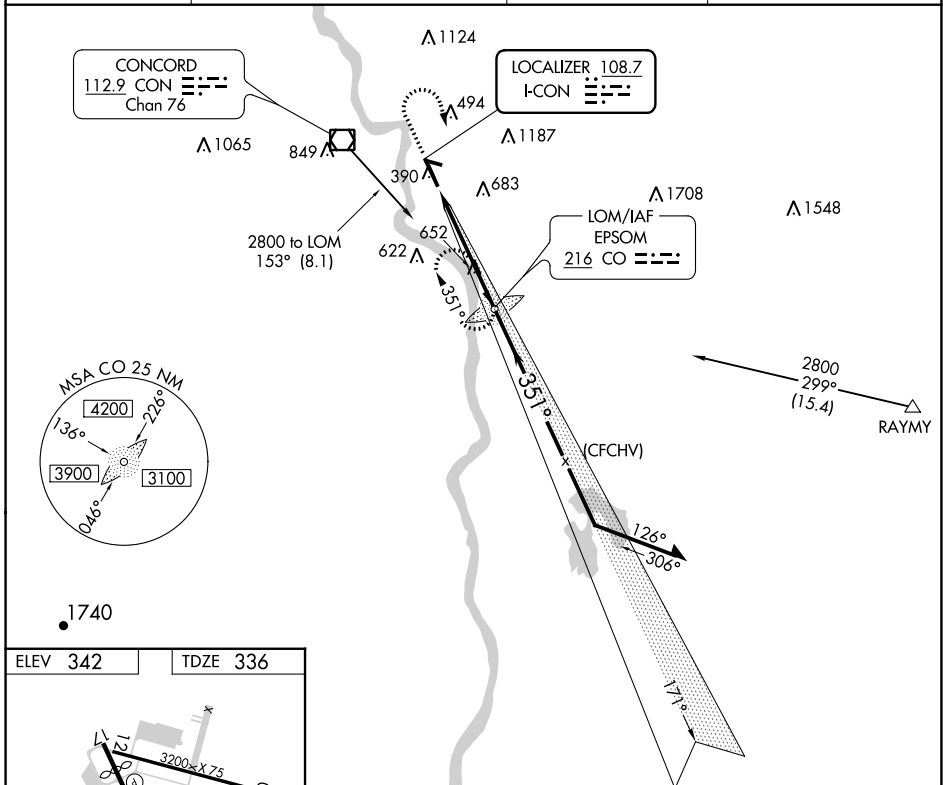 1124
CONCORD
112.9 CON
Chan 76
LOCALIZER 108.7
I-CON
494
1065
849
1187
390
683
1708
1548
2800 to LOM
153° (8.1)
652
622
LOM/IAF
EPSOM
216 CO
351°
351°
2800
299°
(15.4)
RAYMY
MSA CO 25 NM
4200
226°
136°
3900
3100
046°
(CFCHV)
126°
306°
171°
1740
ELEV 342
TDZE 336
17
12
3200 X 75
A